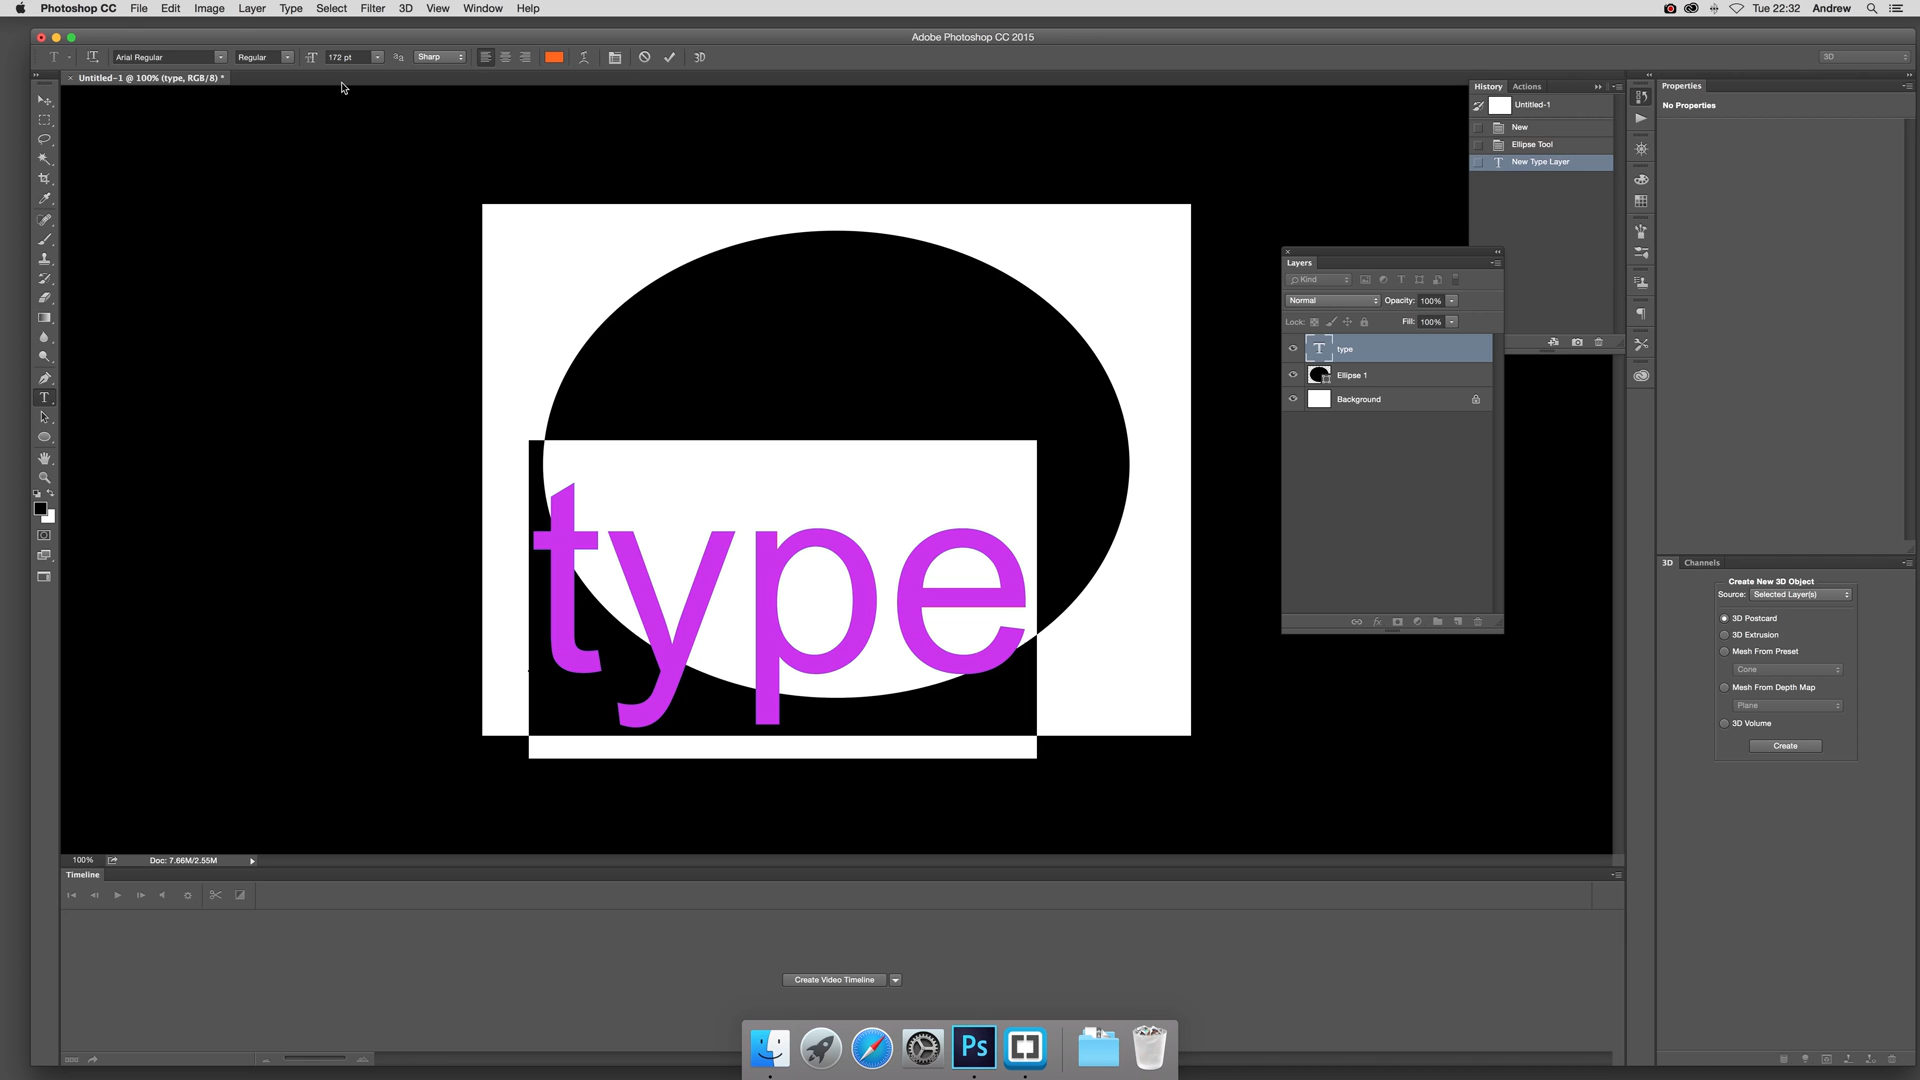 Photoshop CC File Edit Image Layer Type Select Filter 3D View Window Help Tue 22:32 Andrew
Adobe Photoshop CC 2015
Arial Regular Regular 172 pt Sharp 3D 3D
Untitled-1 @ 100% (type, RGB/8) *
History Actions
Untitled-1
New
Ellipse Tool
New Type Layer
Properties
No Properties
Layers
Kind
Normal Opacity: 100%
Lock: Fill: 100%
type
Ellipse 1
Background
type
3D Channels
Create New 3D Object
Source: Selected Layer(s)
3D Postcard
3D Extrusion
Mesh From Preset
Cone
Mesh From Depth Map
Plane
3D Volume
Create
100% Doc: 7.66M/2.55M
Timeline
Create Video Timeline
Ps